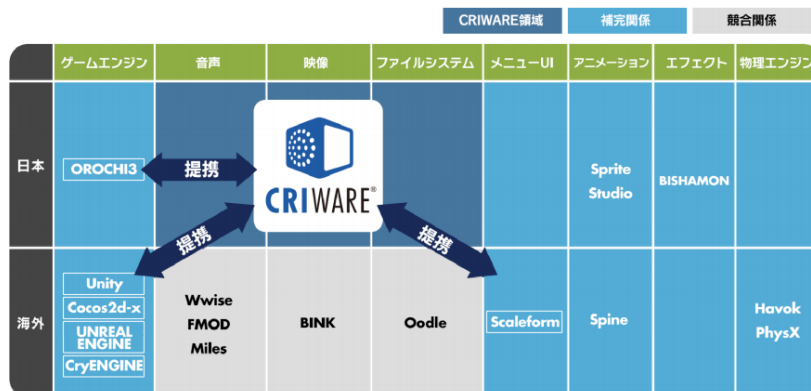 CRIWARE領域
補完関係
競合関係
ゲームエンジン
音声
映像
ファイルシステム
メニューUI
アニメーション
エフェクト
物理エンジン
日本
OROCHI3
提携
CRIWARE®
Sprite
Studio
BISHAMON
提携
提携
海外
Unity
Cocos2d-x
UNREAL
ENGINE
CryENGINE
Wwise
FMOD
Miles
BINK
Oodle
Scaleform
Spine
Havok
PhysX